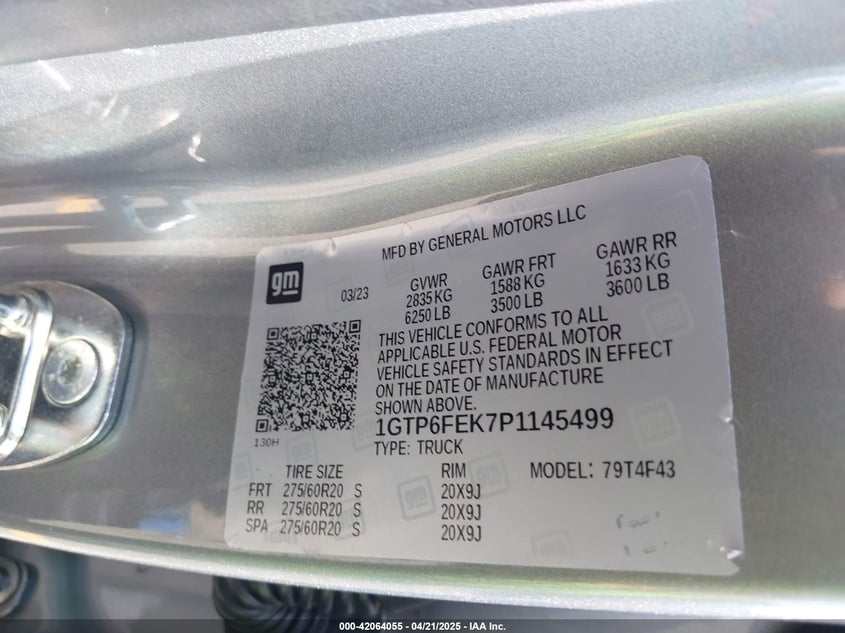 MFD BY GENERAL MOTORS LLC
gm
03/23
GVWR
2835 KG
6250 LB
GAWR FRT
1588 KG
3500 LB
GAWR RR
1633 KG
3600 LB
THIS VEHICLE CONFORMS TO ALL
APPLICABLE U.S. FEDERAL MOTOR
VEHICLE SAFETY STANDARDS IN EFFECT
ON THE DATE OF MANUFACTURE
SHOWN ABOVE.
1GTP6FEK7P1145499
130H
TYPE: TRUCK
TIRE SIZE RIM MODEL: 79T4F43
FRT 275/60R20 S 20X9J
RR 275/60R20 S 20X9J
SPA 275/60R20 S 20X9J
000-42064055 - 04/21/2025 - IAA Inc.